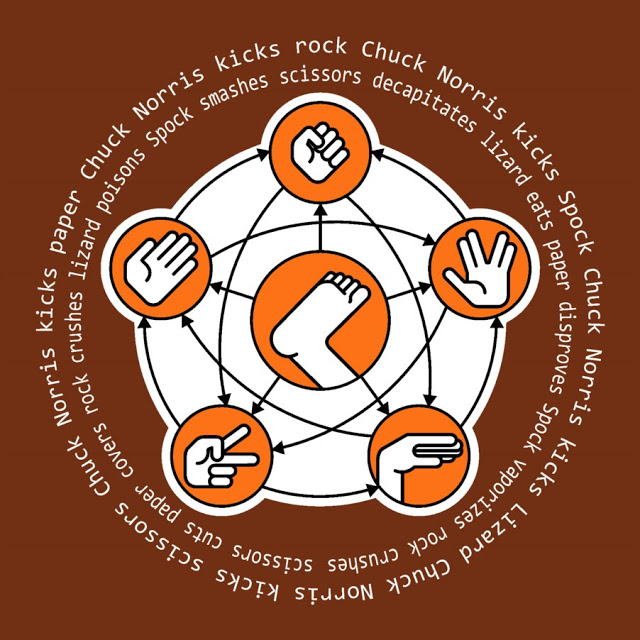 Chuck Norris kicks rock Chuck Norris kicks Spock Chuck Norris kicks Lizard Chuck Norris kicks scissors Chuck Norris kicks paper
scissors cuts paper covers rock crushes lizard poisons Spock smashes scissors decapitates lizard eats paper disproves Spock vaporizes rock crushes